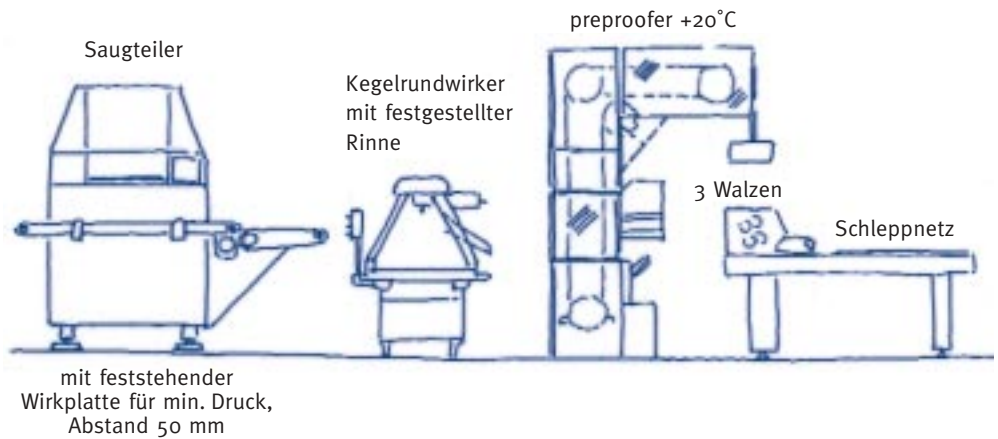 Saugteiler
mit feststehender
Wirkplatte für min. Druck,
Abstand 50 mm
Kegelrundwirker
mit festgestellter
Rinne
preproofer +20°C
3 Walzen
Schleppnetz